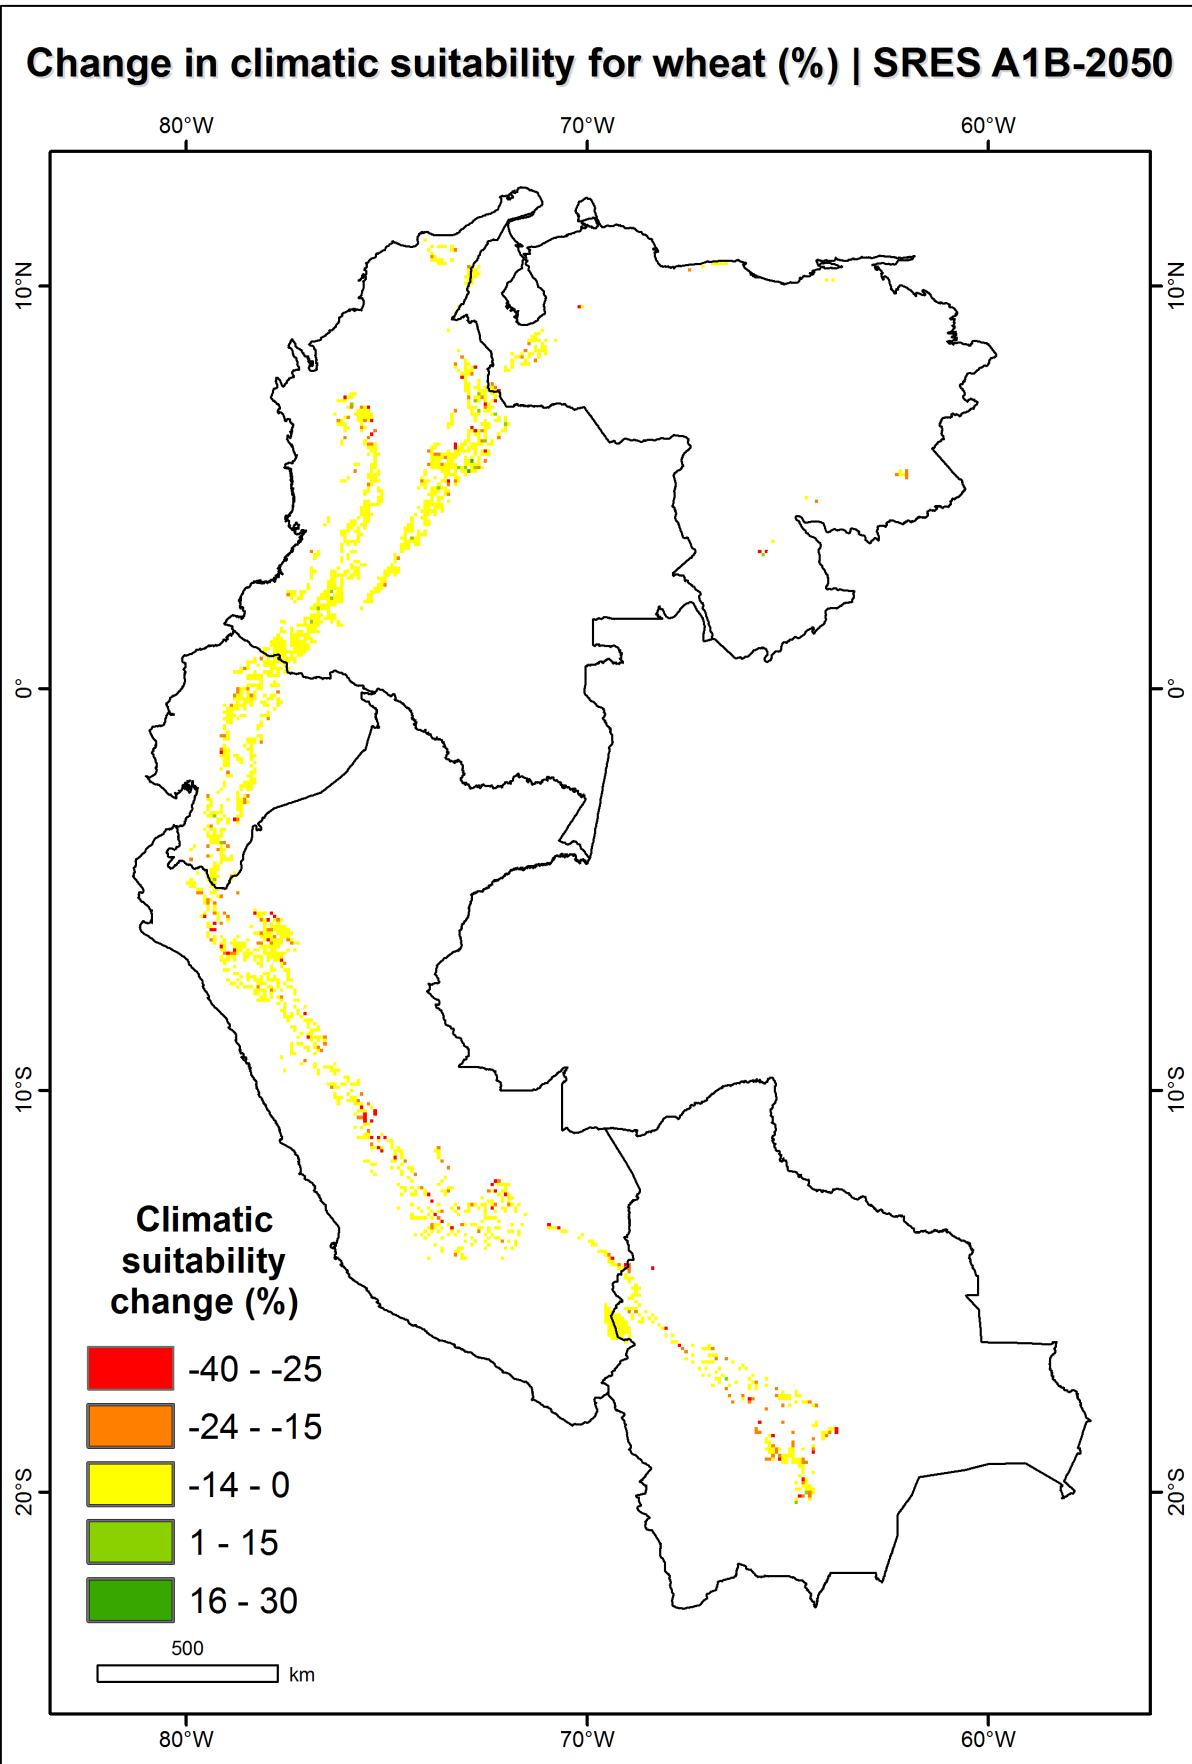 Change in climatic suitability for wheat (%) | SRES A1B-2050
80°W 70°W 60°W
10°N 10°N
0° 0°
10°S 10°S
20°S 20°S
Climatic
suitability
change (%)
-40 - -25
-24 - -15
-14 - 0
1 - 15
16 - 30
500
km
80°W 70°W 60°W